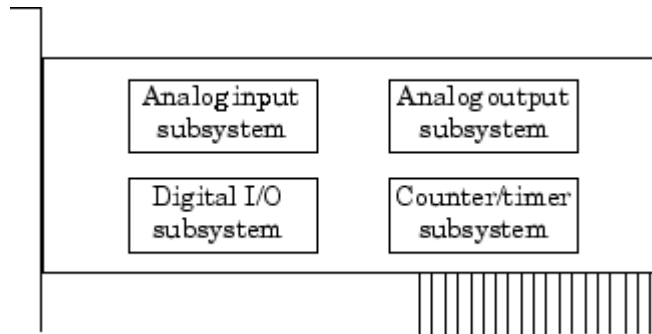 Analog input
subsystem
Analog output
subsystem
Digital I/O
subsystem
Counter/timer
subsystem